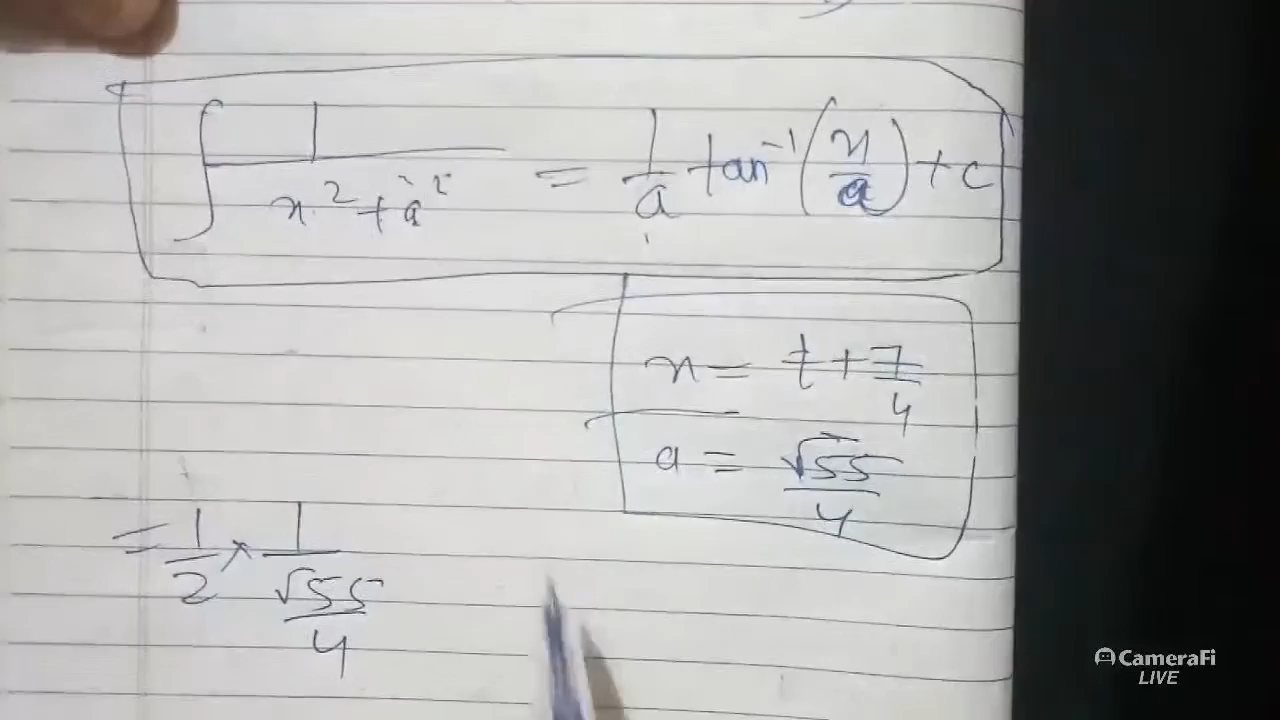 ∫ 1/(x² + a²) = 1/a tan⁻¹(x/a) + c
x = t + 7/4
a = √55/4
= 1/2 × 1/(√55/4)
CameraFi
LIVE